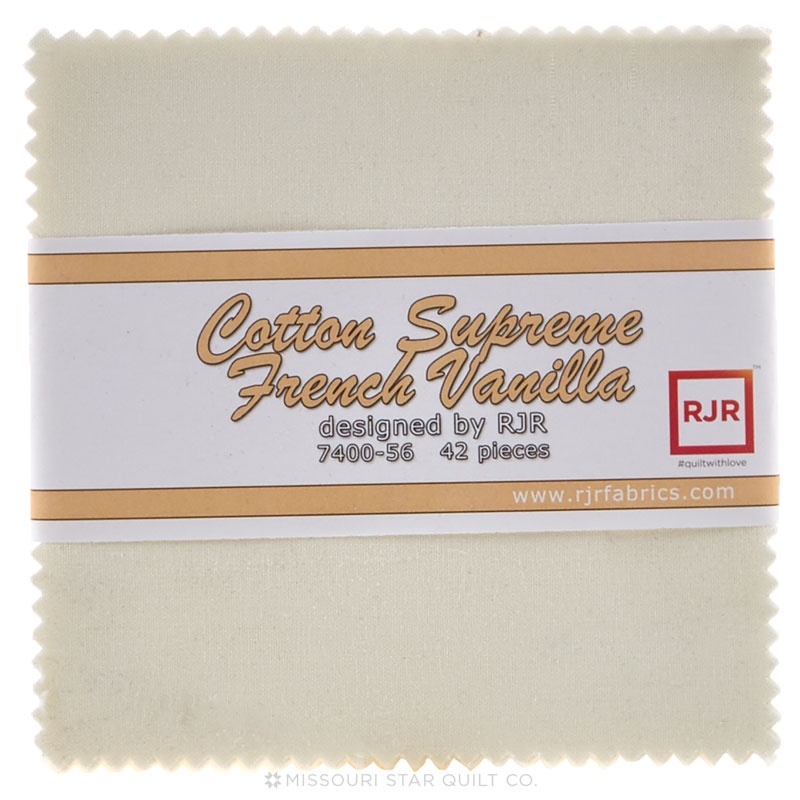 Cotton Supreme
French Vanilla
designed by RJR
7400-56 42 pieces
RJR
TM
#quiltwithlove
www.rjrfabrics.com
MISSOURI STAR QUILT CO.